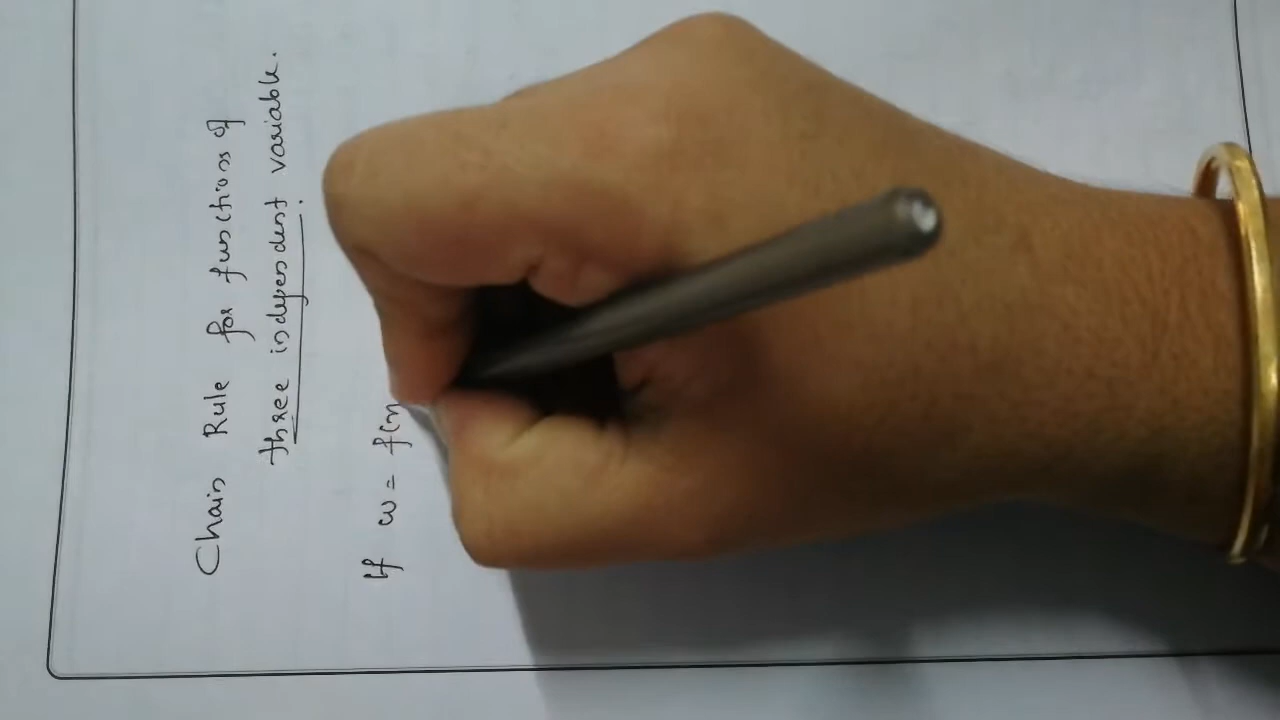 Chain Rule for functions of
three independent variable.
If w = f(x